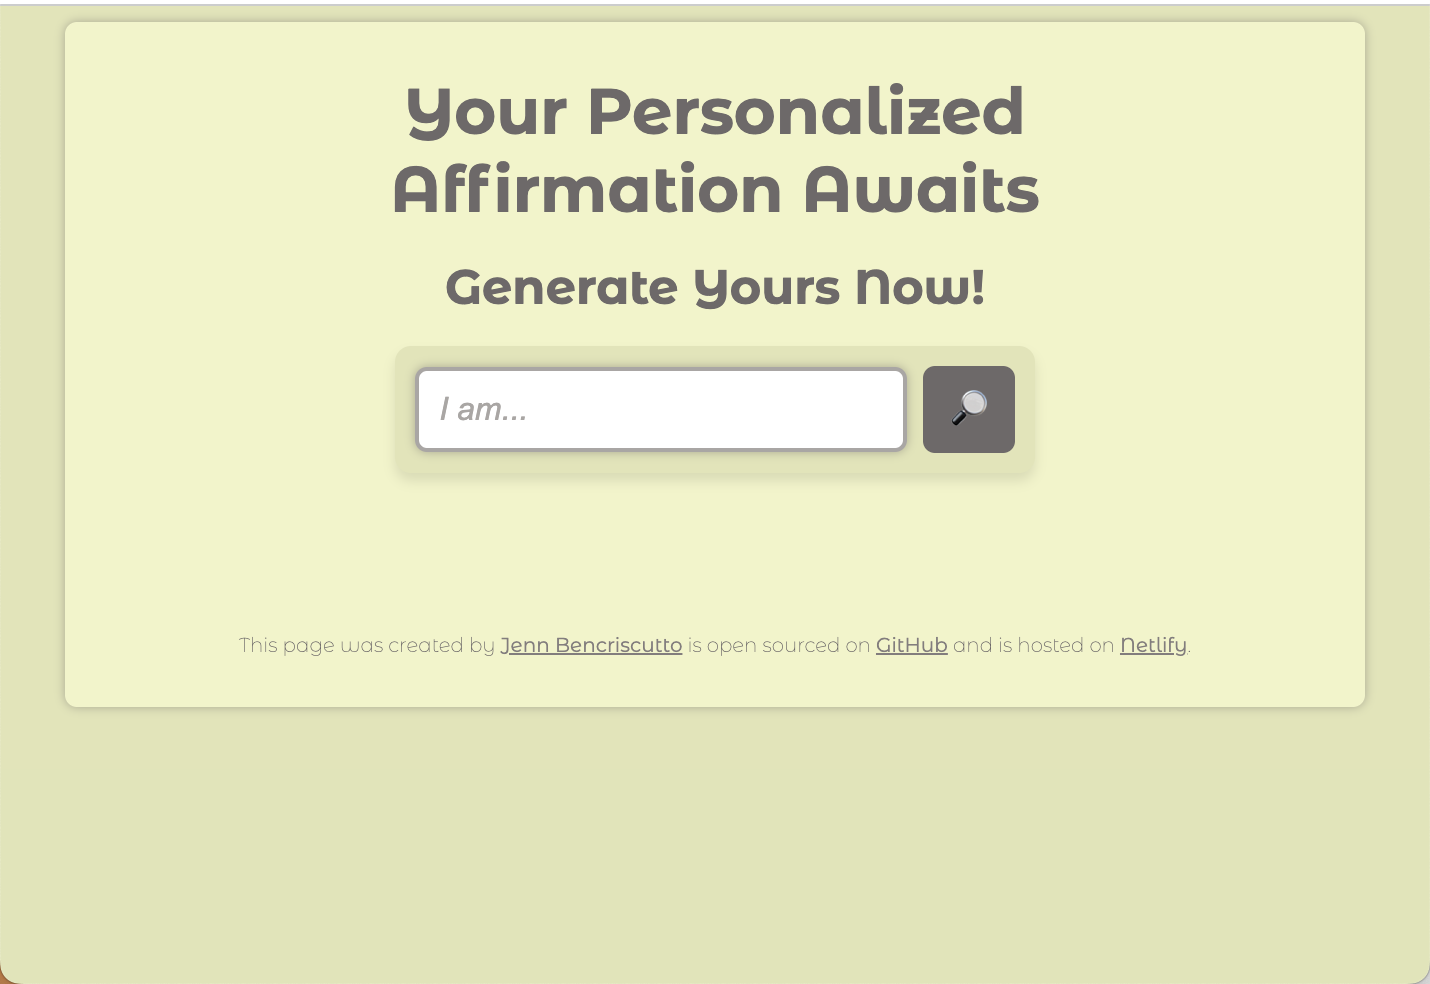 Your Personalized
Affirmation Awaits
Generate Yours Now!
I am...
This page was created by Jenn Bencriscutto is open sourced on GitHub and is hosted on Netlify.